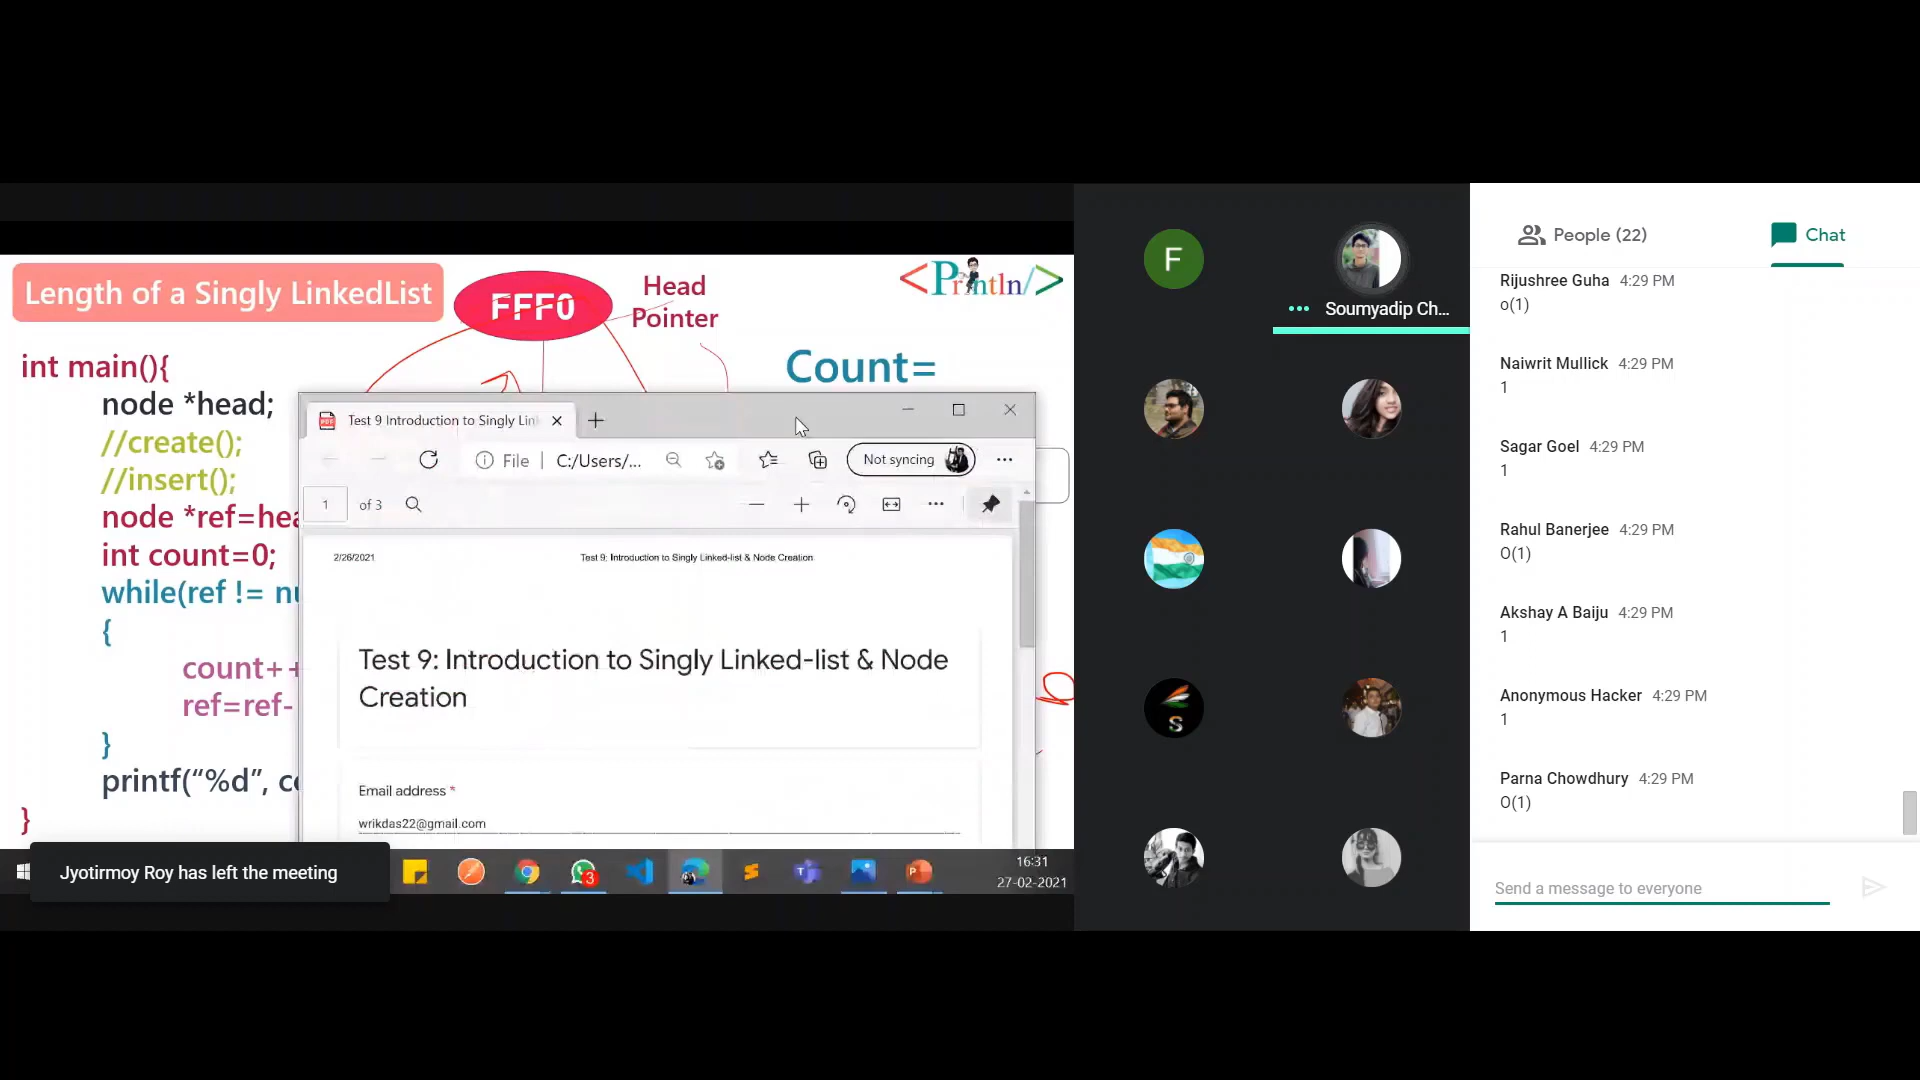 Length of a Singly LinkedList
FFF0
Head
Pointer
<Println/>
Count=
int main(){
node *head;
//create();
//insert();
node *ref=hea
int count=0;
while(ref != nu
{
count++
ref=ref-
}
printf(“%d”, co
}
Test 9 Introduction to Singly Lin
File
C:/Users/...
Not syncing
1
of 3
2/26/2021
Test 9: Introduction to Singly Linked-list & Node Creation
Test 9: Introduction to Singly Linked-list & Node
Creation
Email address *
wrikdas22@gmail.com
Jyotirmoy Roy has left the meeting
3
16:31
27-02-2021
F
Soumyadip Ch...
S
People (22)
Chat
Rijushree Guha 4:29 PM
o(1)
Naiwrit Mullick 4:29 PM
1
Sagar Goel 4:29 PM
1
Rahul Banerjee 4:29 PM
O(1)
Akshay A Baiju 4:29 PM
1
Anonymous Hacker 4:29 PM
1
Parna Chowdhury 4:29 PM
O(1)
Send a message to everyone